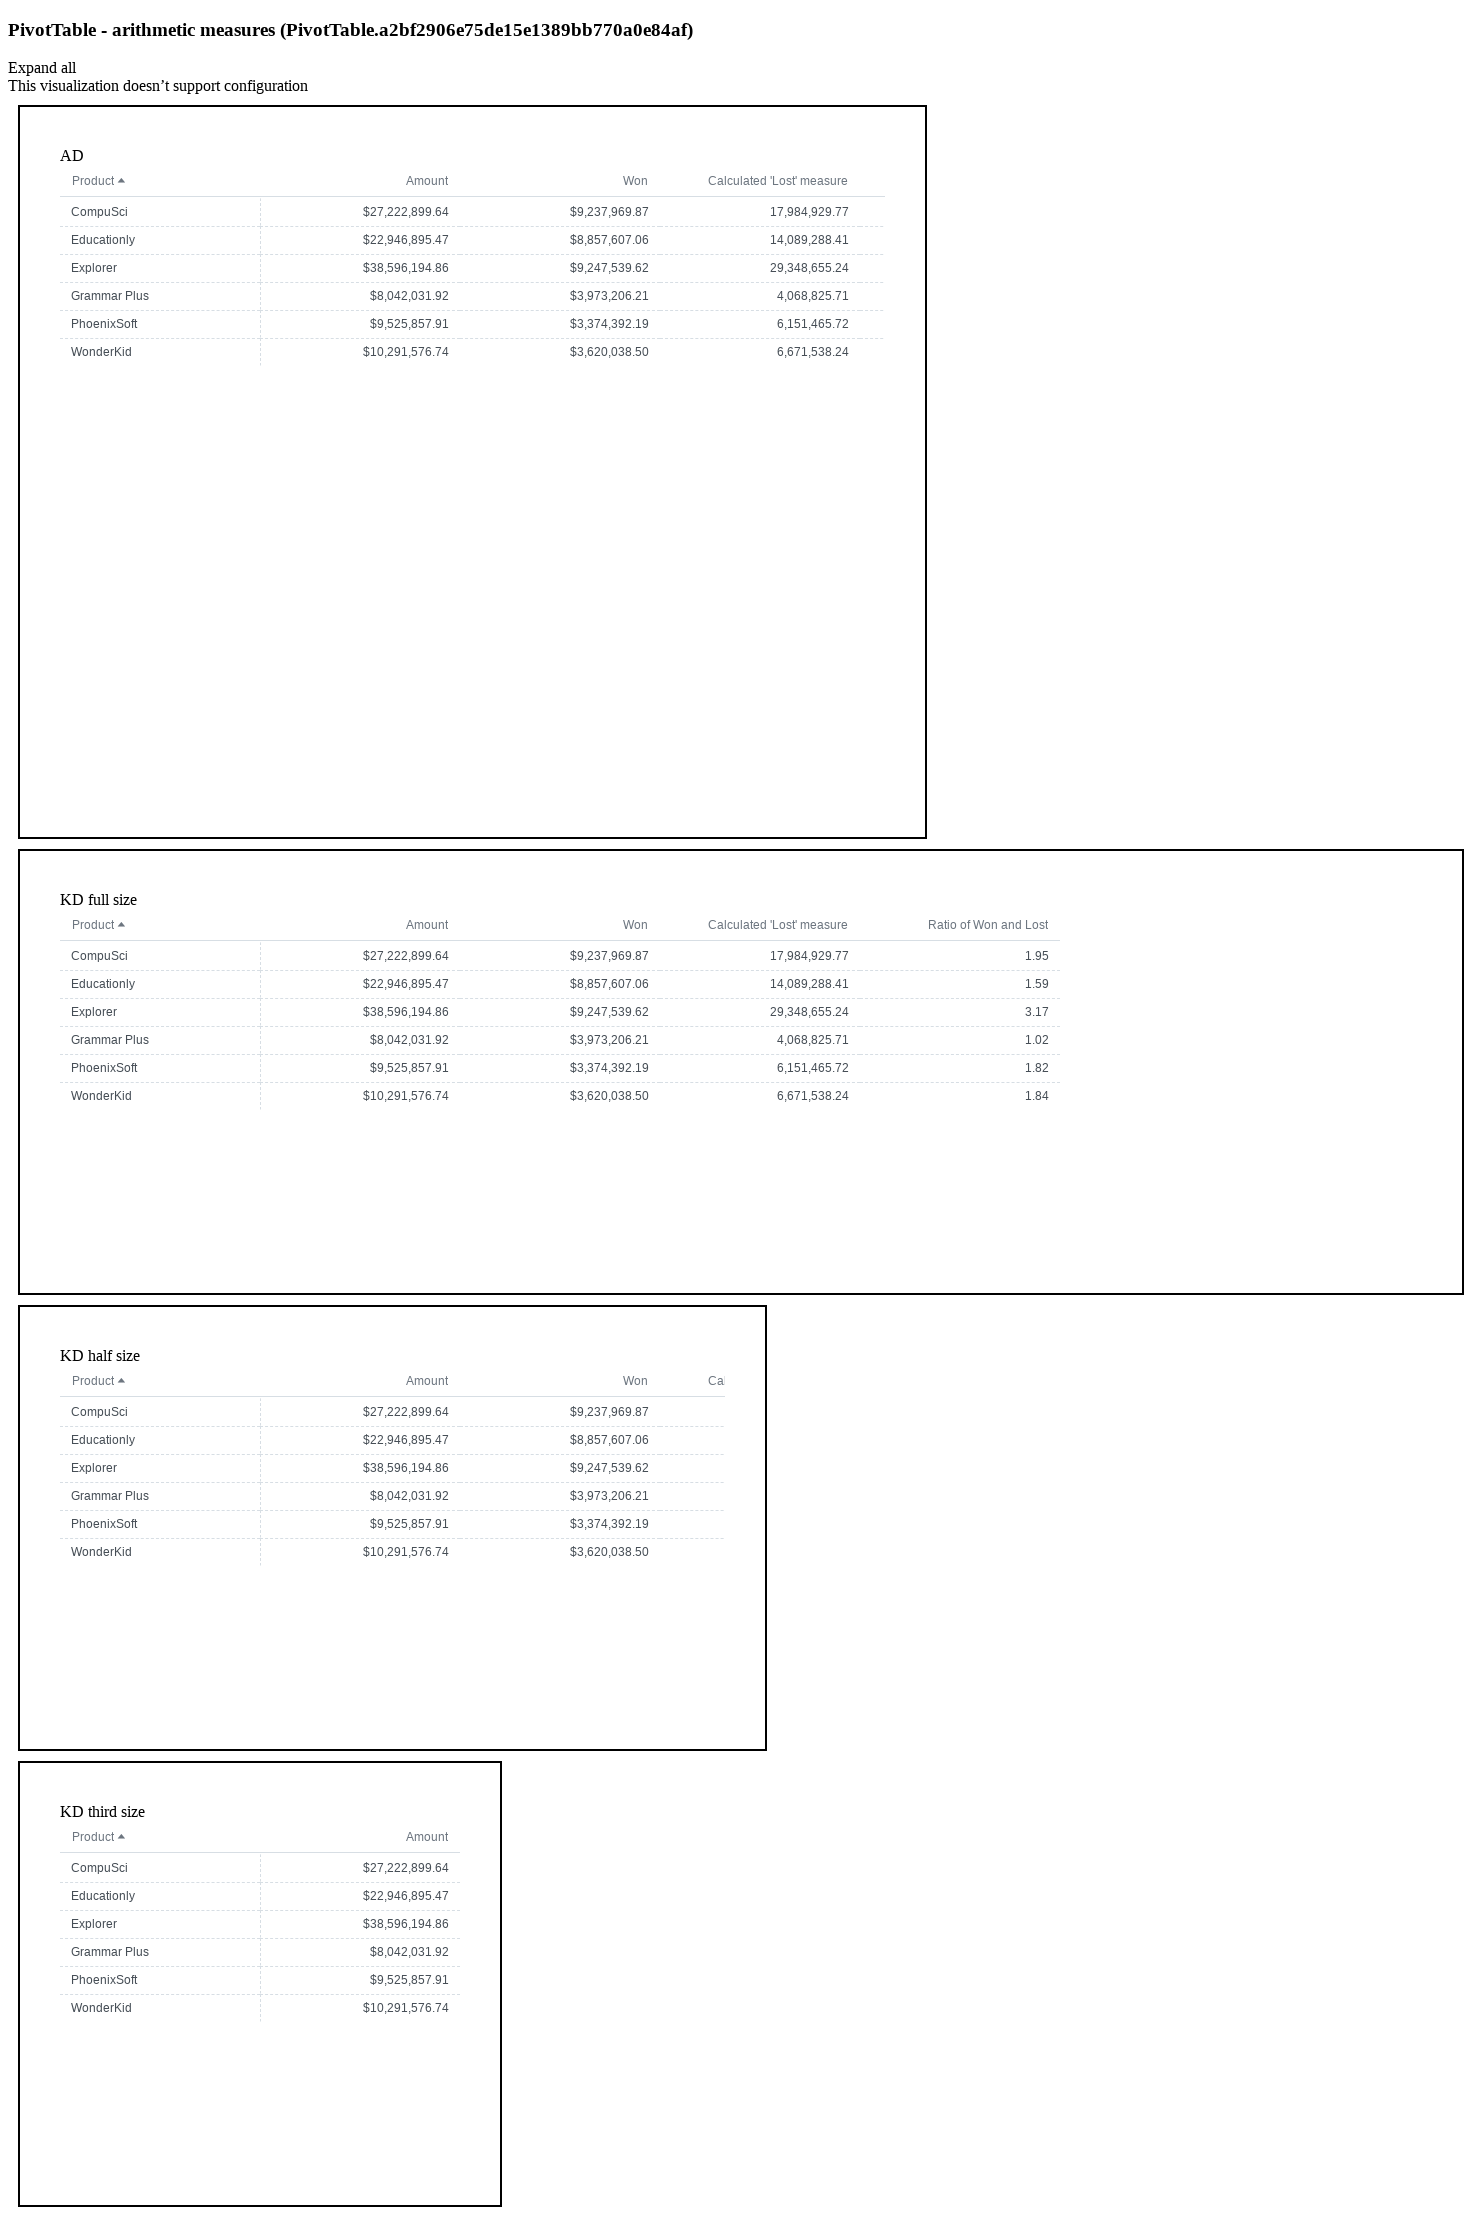 PivotTable - arithmetic measures (PivotTable.a2bf2906e75de15e1389bb770a0e84af)
Expand all
This visualization doesn’t support configuration
AD
Product Amount Won Calculated 'Lost' measure
CompuSci $27,222,899.64 $9,237,969.87 17,984,929.77
Educationly $22,946,895.47 $8,857,607.06 14,089,288.41
Explorer $38,596,194.86 $9,247,539.62 29,348,655.24
Grammar Plus $8,042,031.92 $3,973,206.21 4,068,825.71
PhoenixSoft $9,525,857.91 $3,374,392.19 6,151,465.72
WonderKid $10,291,576.74 $3,620,038.50 6,671,538.24
KD full size
Product Amount Won Calculated 'Lost' measure Ratio of Won and Lost
CompuSci $27,222,899.64 $9,237,969.87 17,984,929.77 1.95
Educationly $22,946,895.47 $8,857,607.06 14,089,288.41 1.59
Explorer $38,596,194.86 $9,247,539.62 29,348,655.24 3.17
Grammar Plus $8,042,031.92 $3,973,206.21 4,068,825.71 1.02
PhoenixSoft $9,525,857.91 $3,374,392.19 6,151,465.72 1.82
WonderKid $10,291,576.74 $3,620,038.50 6,671,538.24 1.84
KD half size
Product Amount Won Cal
CompuSci $27,222,899.64 $9,237,969.87
Educationly $22,946,895.47 $8,857,607.06
Explorer $38,596,194.86 $9,247,539.62
Grammar Plus $8,042,031.92 $3,973,206.21
PhoenixSoft $9,525,857.91 $3,374,392.19
WonderKid $10,291,576.74 $3,620,038.50
KD third size
Product Amount
CompuSci $27,222,899.64
Educationly $22,946,895.47
Explorer $38,596,194.86
Grammar Plus $8,042,031.92
PhoenixSoft $9,525,857.91
WonderKid $10,291,576.74